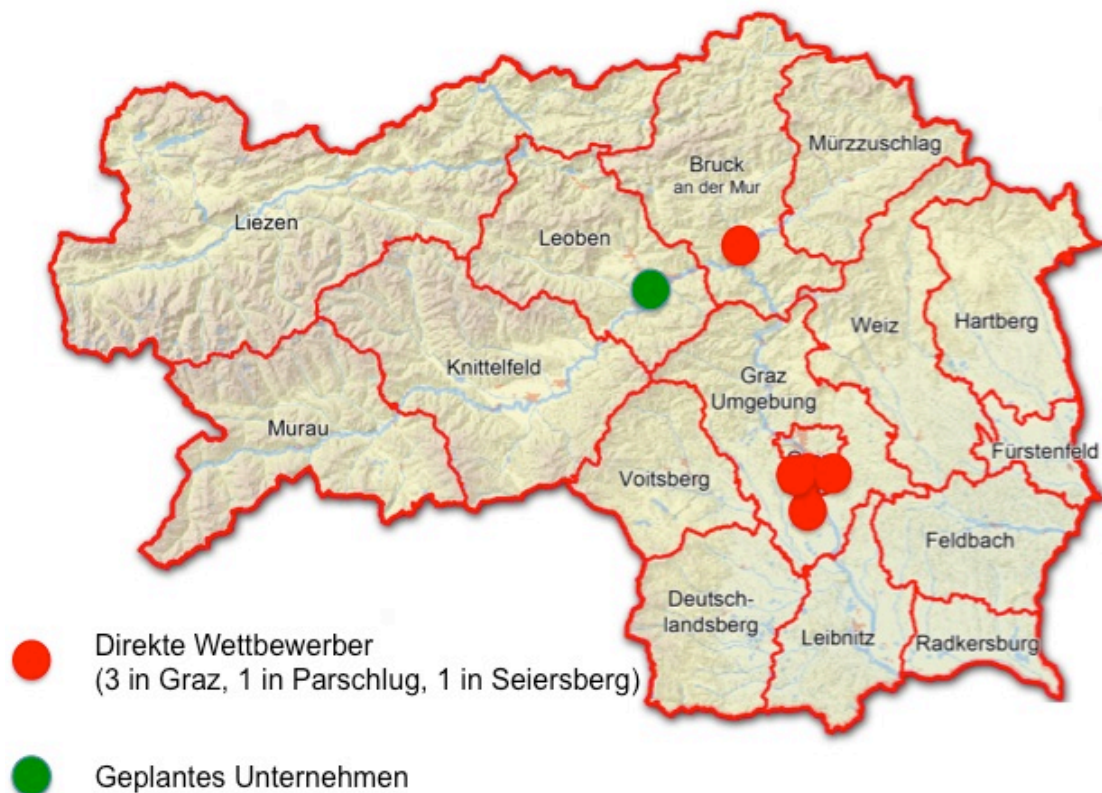 Mürzzuschlag
Bruck
an der Mur
Liezen
Leoben
Weiz
Hartberg
Knittelfeld
Graz
Umgebung
Murau
Voitsberg
Fürstenfeld
Feldbach
Deutsch-
landsberg
Leibnitz
Radkersburg
Direkte Wettbewerber
(3 in Graz, 1 in Parschlug, 1 in Seiersberg)
Geplantes Unternehmen